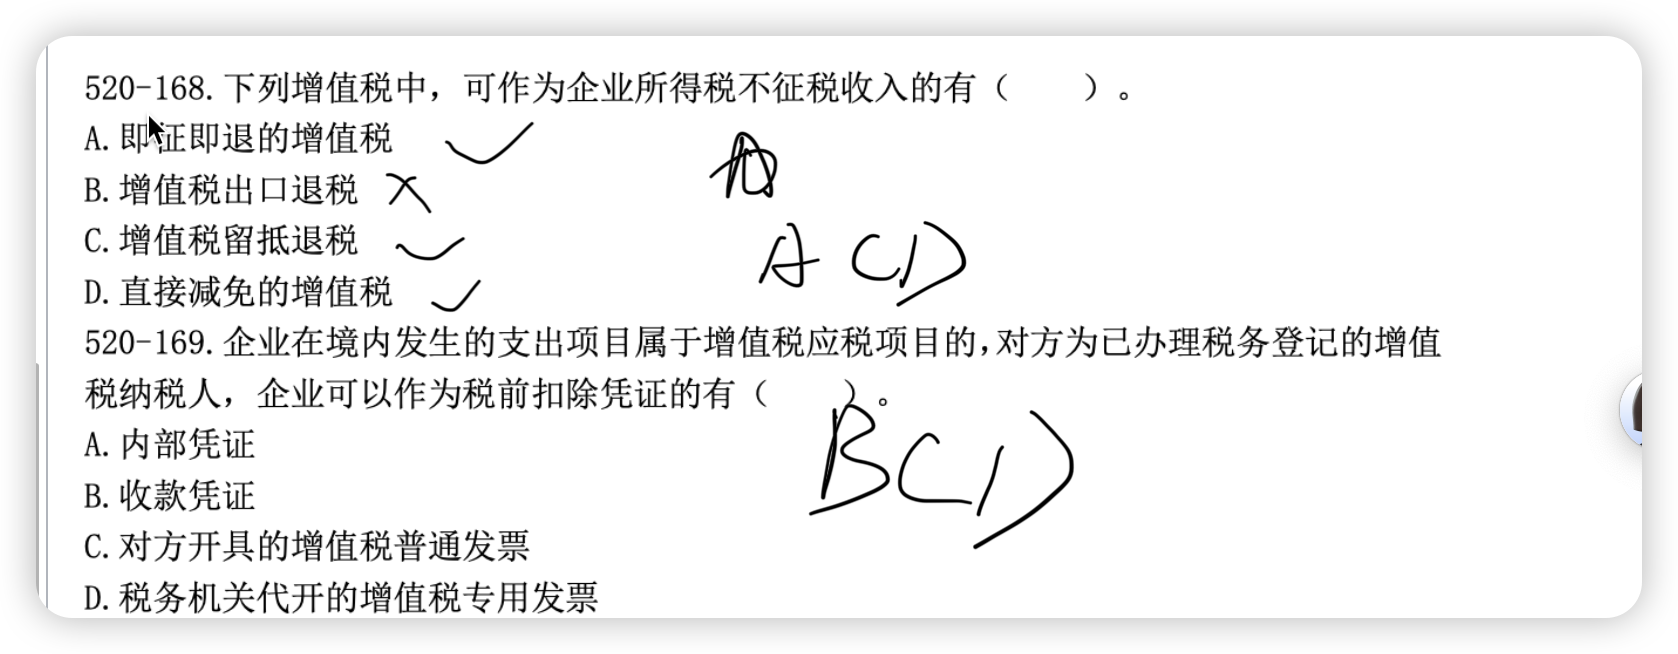 520-168.下列增值税中，可作为企业所得税不征税收入的有（　　）。
A.即征即退的增值税
B.增值税出口退税
C.增值税留抵退税
D.直接减免的增值税
A CD
520-169.企业在境内发生的支出项目属于增值税应税项目的,对方为已办理税务登记的增值
税纳税人，企业可以作为税前扣除凭证的有（　　）。
BCD
A.内部凭证
B.收款凭证
C.对方开具的增值税普通发票
D.税务机关代开的增值税专用发票